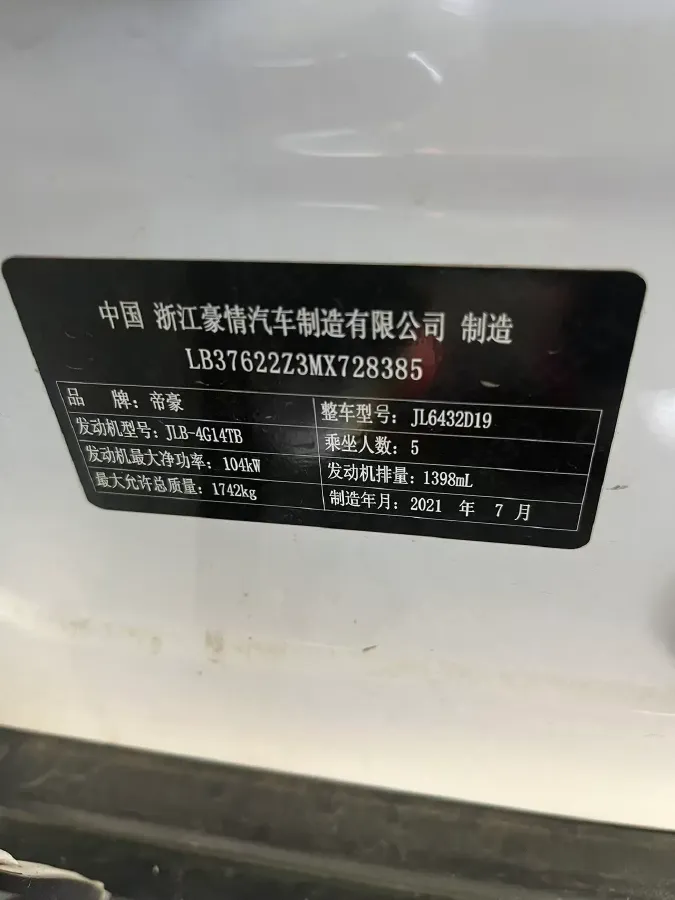 中国 浙江豪情汽车制造有限公司 制造
LB37622Z3MX728385
品 牌：帝豪 整车型号：JL6432D19
发动机型号：JLB-4G14TB 乘坐人数：5
发动机最大净功率：104kW 发动机排量：1398mL
最大允许总质量：1742kg 制造年月：2021 年 7 月